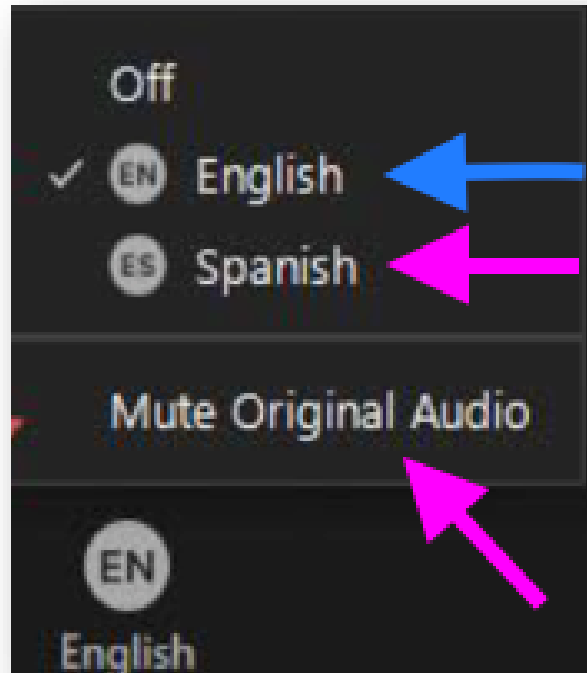 Off
EN English
ES Spanish
Mute Original Audio
EN
English